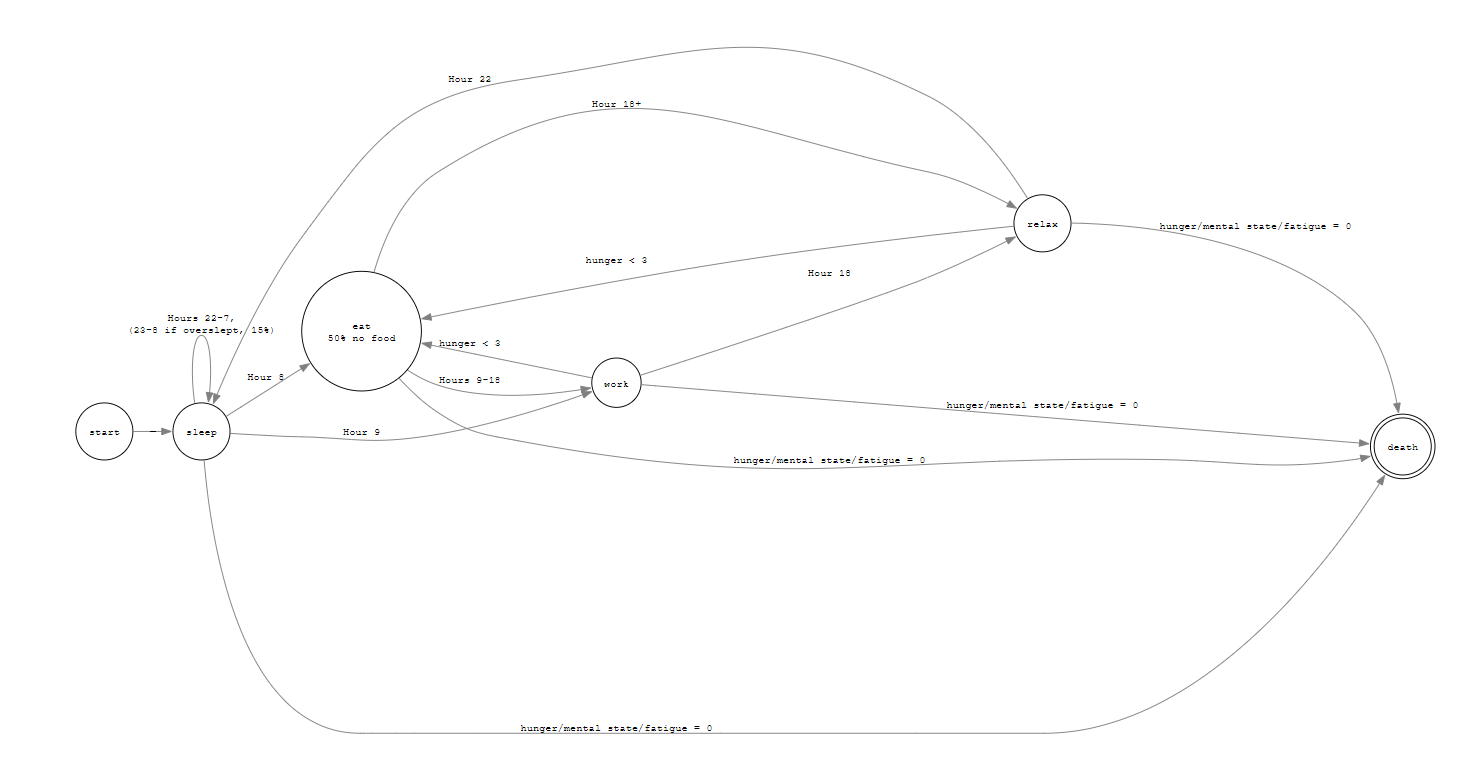 Hour 22
Hour 18+
relax
hunger/mental state/fatigue = 0
hunger < 3
Hour 18
Hours 22-7,
(23-8 if overslept, 15%)
eat
50% no food
hunger < 3
Hour 8
Hours 9-18
work
hunger/mental state/fatigue = 0
start
sleep
Hour 9
death
hunger/mental state/fatigue = 0
hunger/mental state/fatigue = 0